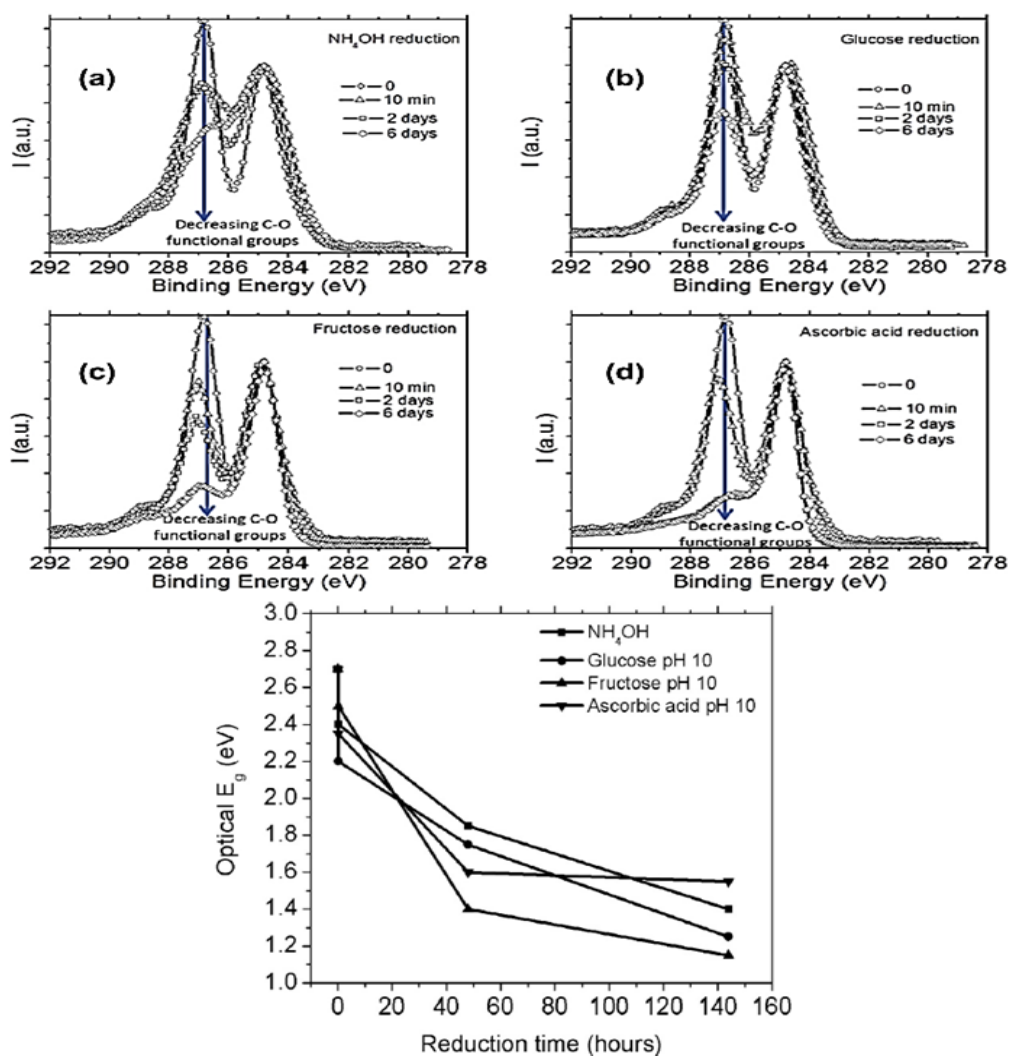 NH₄OH reduction
(a)
0
10 min
2 days
6 days
I (a.u.)
Decreasing C-O
functional groups
292 290 288 286 284 282 280 278
Binding Energy (eV)
Glucose reduction
(b)
0
10 min
2 days
6 days
I (a.u.)
Decreasing C-O
functional groups
292 290 288 286 284 282 280 278
Binding Energy (eV)
Fructose reduction
(c)
0
10 min
2 days
6 days
I (a.u.)
Decreasing C-O
functional groups
292 290 288 286 284 282 280 278
Binding Energy (eV)
Ascorbic acid reduction
(d)
0
10 min
2 days
6 days
I (a.u.)
Decreasing C-O
functional groups
292 290 288 286 284 282 280 278
Binding Energy (eV)
3.0
2.8
2.6
2.4
2.2
2.0
1.8
1.6
1.4
1.2
1.0
Optical E_g (eV)
NH₄OH
Glucose pH 10
Fructose pH 10
Ascorbic acid pH 10
0 20 40 60 80 100 120 140 160
Reduction time (hours)